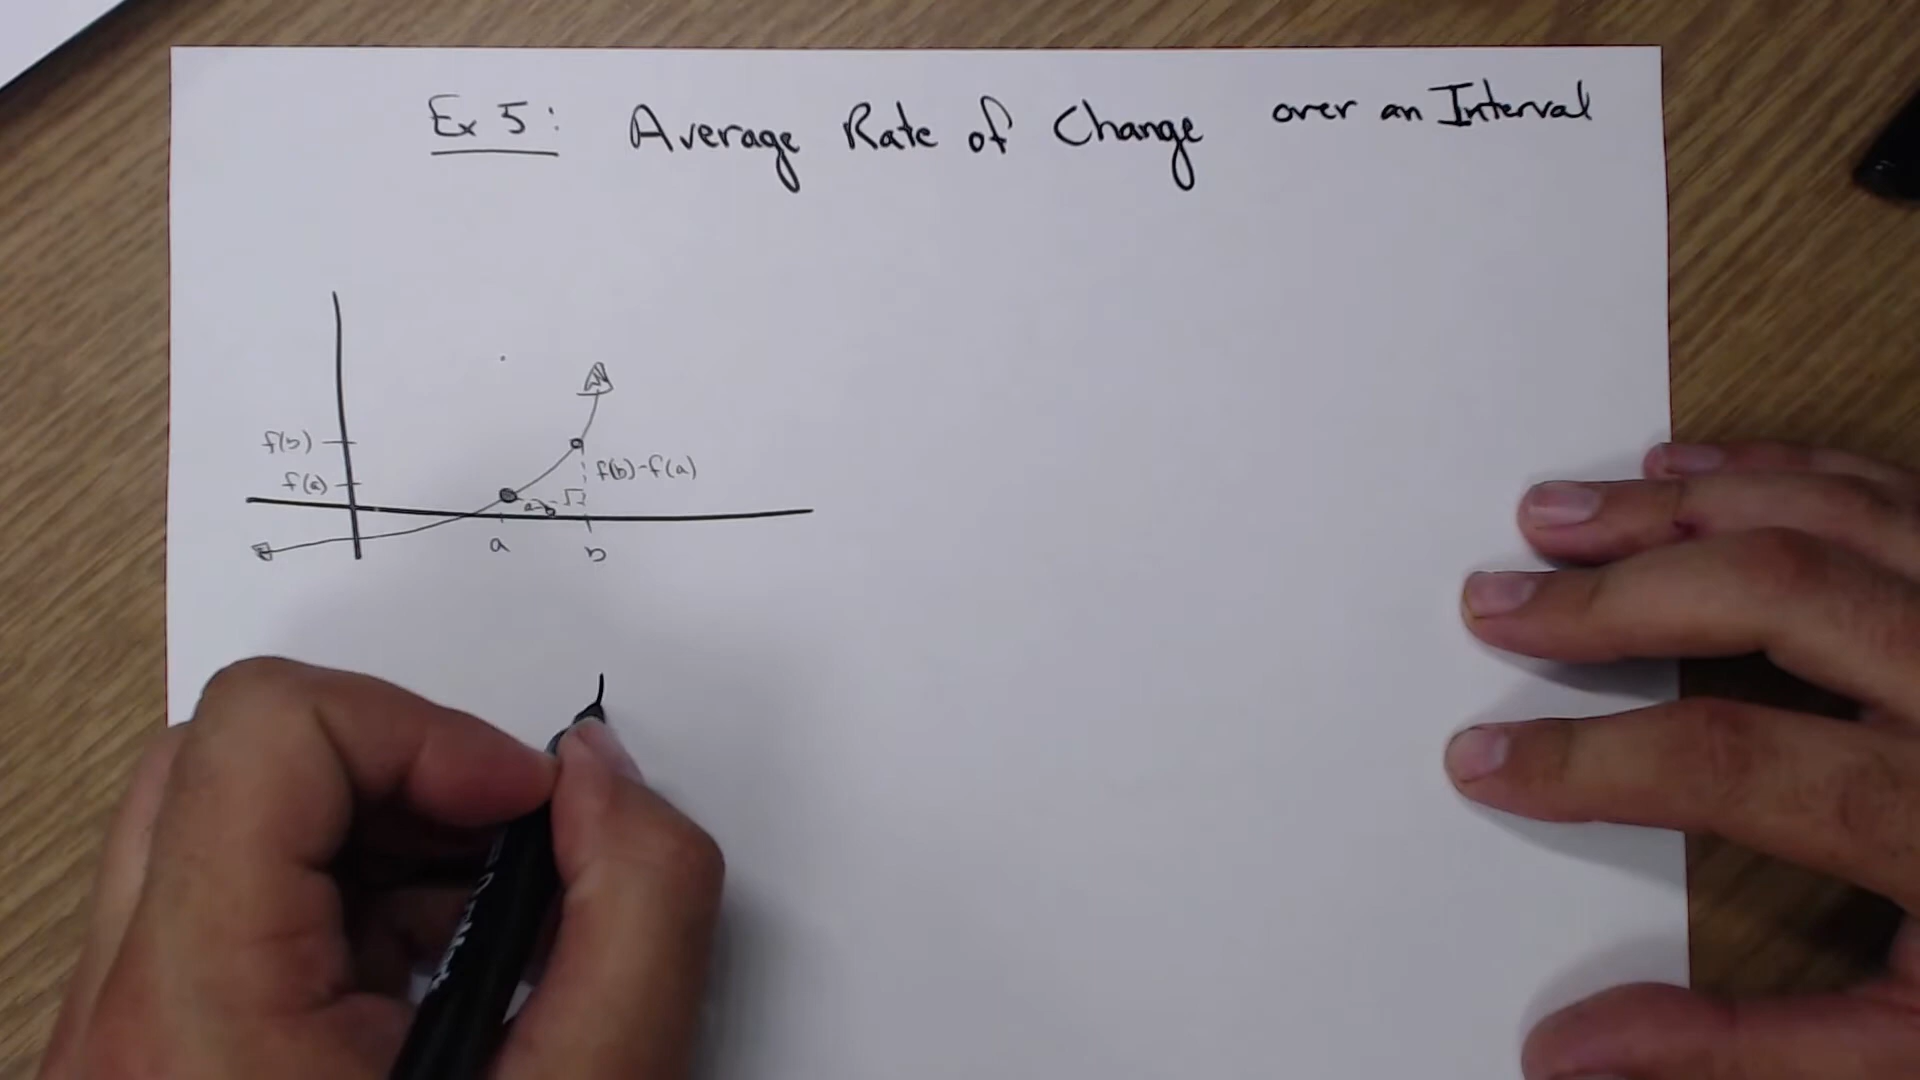 Ex 5: Average Rate of Change over an Interval
f(b)
f(a)
f(b)-f(a)
a-b
a
b